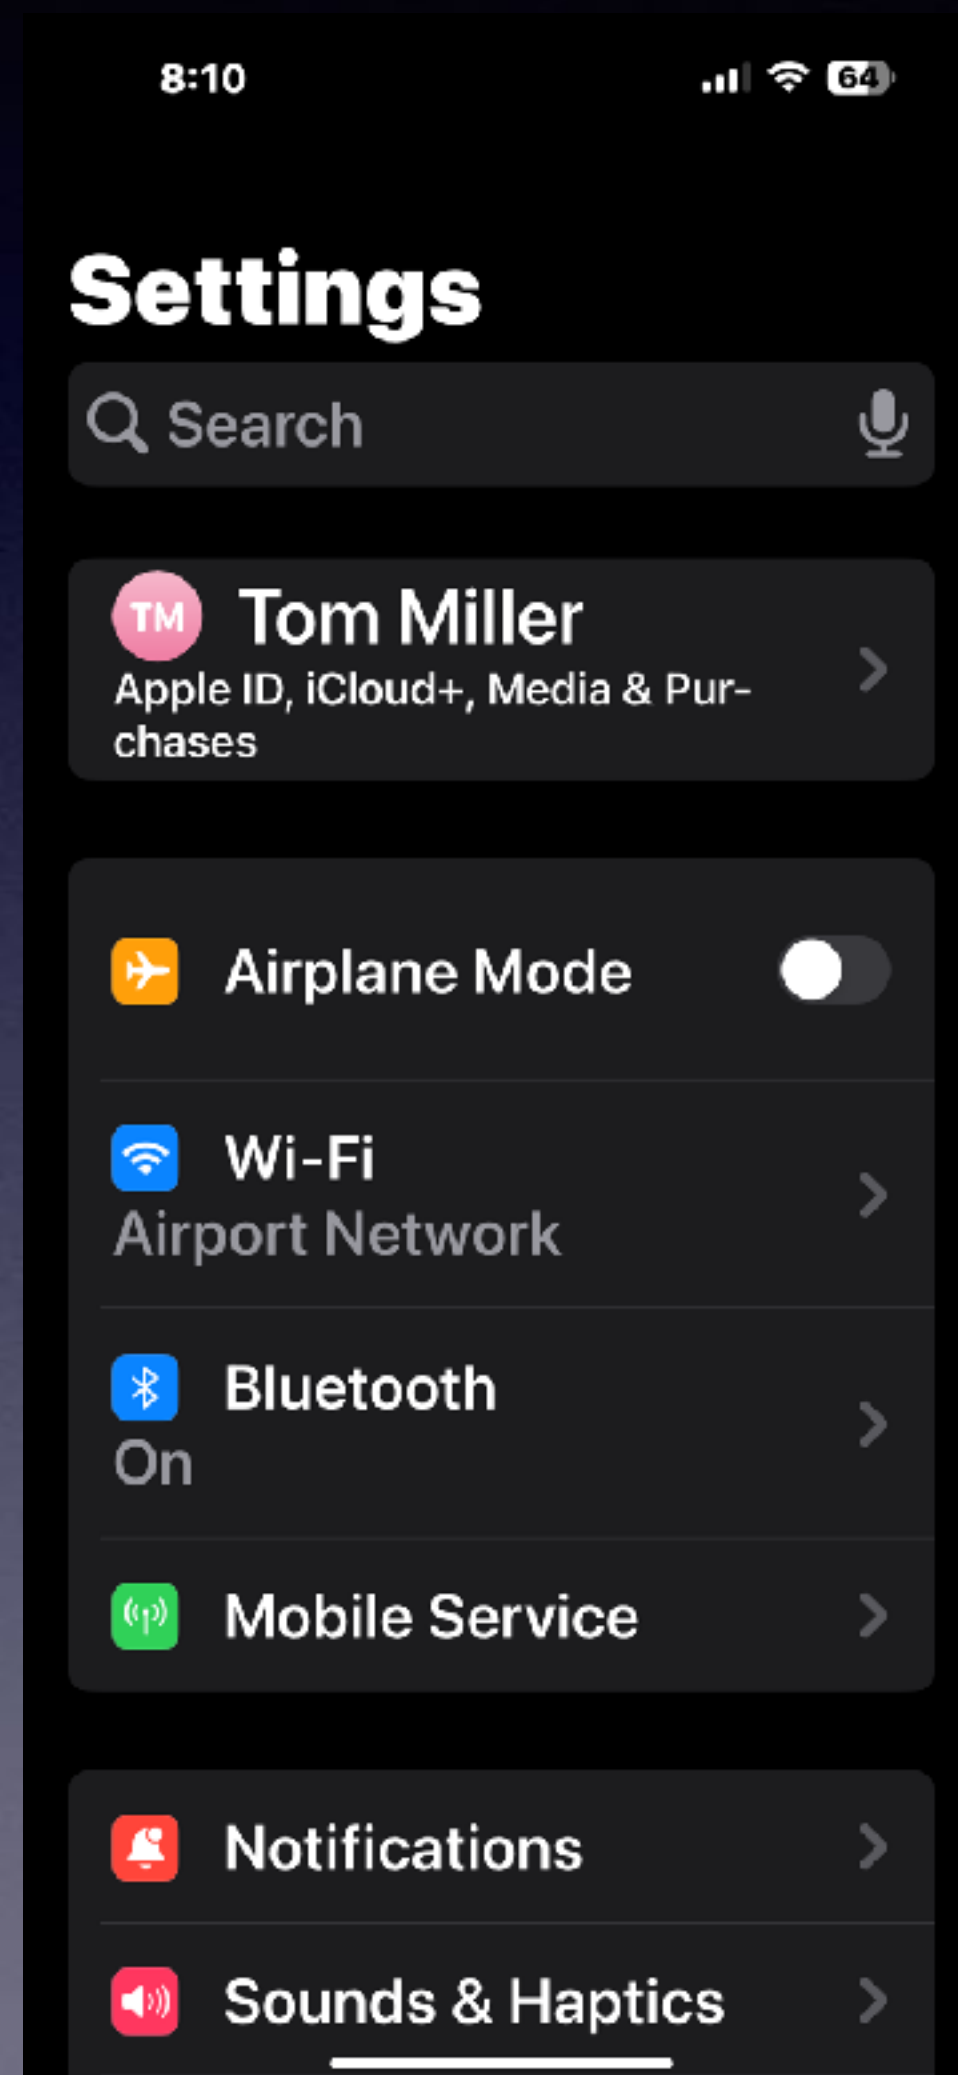 8:10 64
Settings
Search
TM Tom Miller
Apple ID, iCloud+, Media & Pur-
chases
Airplane Mode
Wi-Fi
Airport Network
Bluetooth
On
Mobile Service
Notifications
Sounds & Haptics